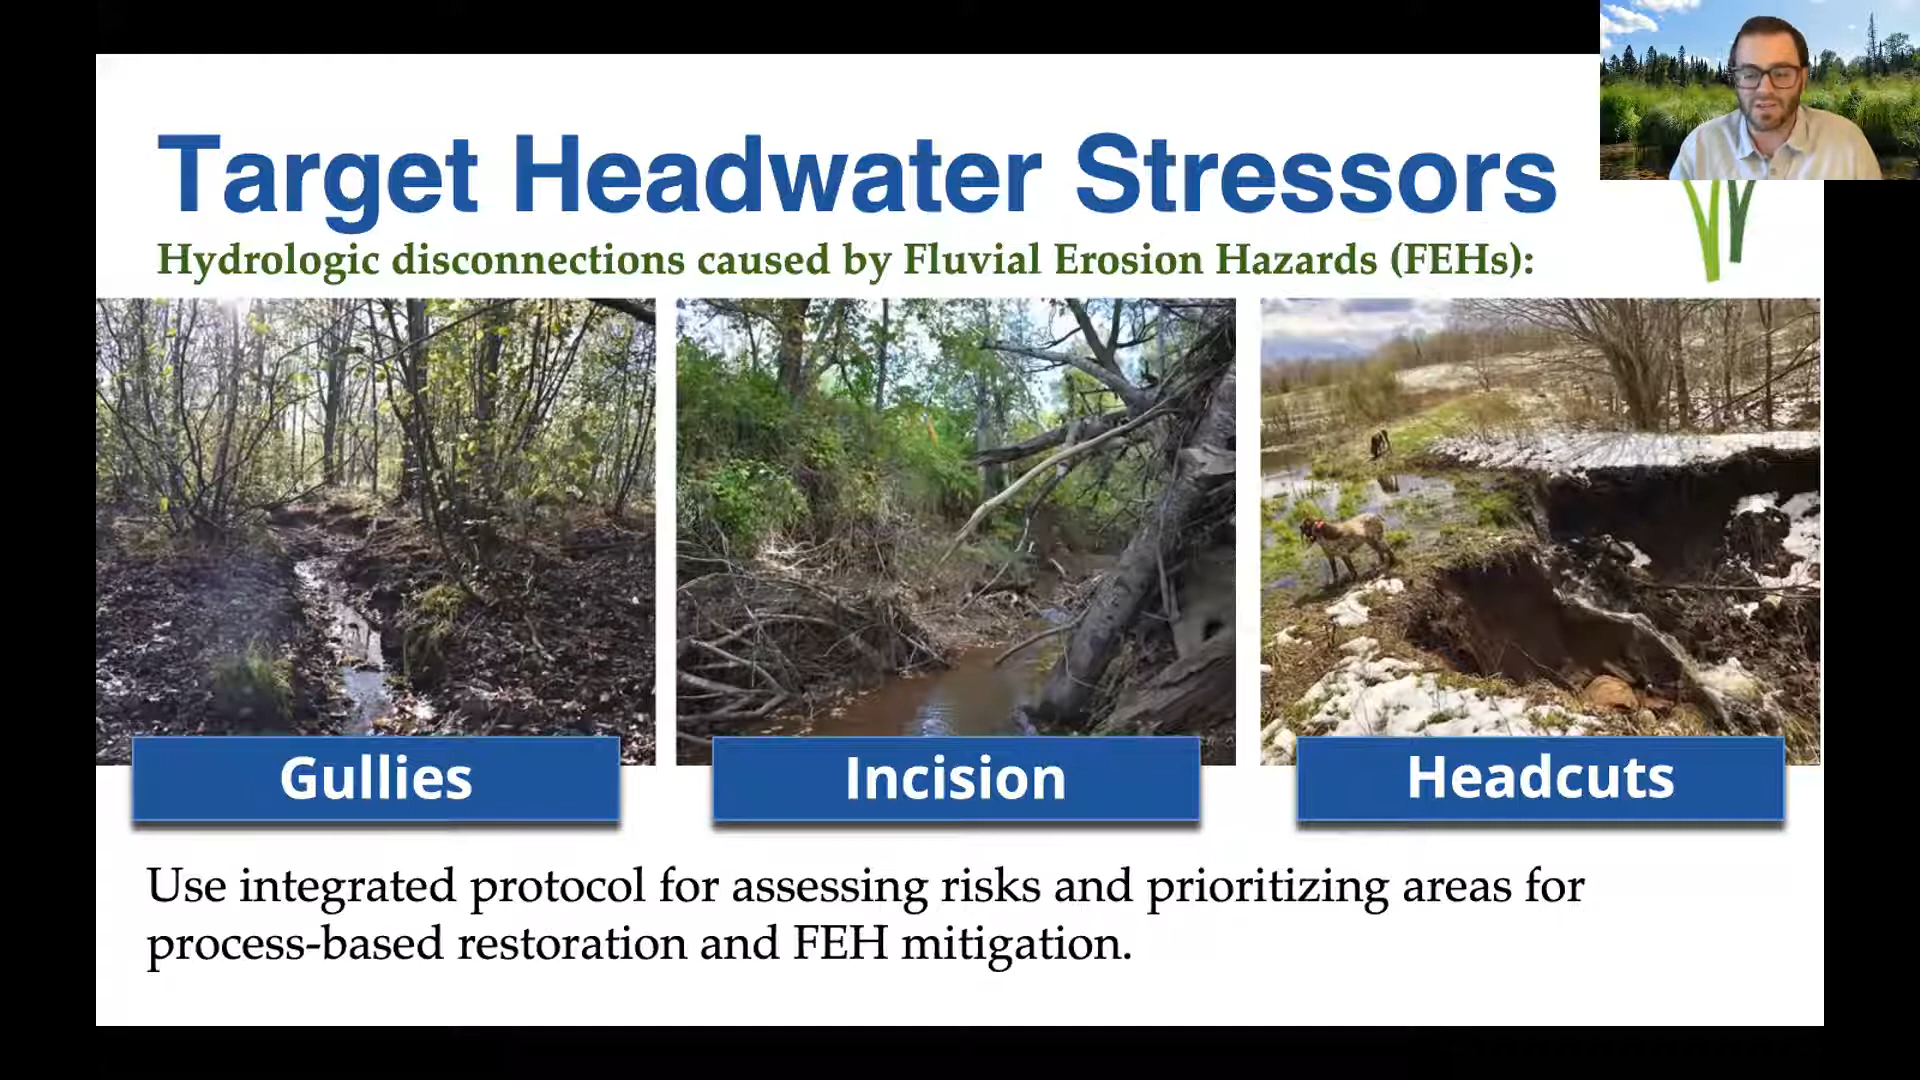 Target Headwater Stressors
Hydrologic disconnections caused by Fluvial Erosion Hazards (FEHs):
Gullies
Incision
Headcuts
Use integrated protocol for assessing risks and prioritizing areas for
process-based restoration and FEH mitigation.